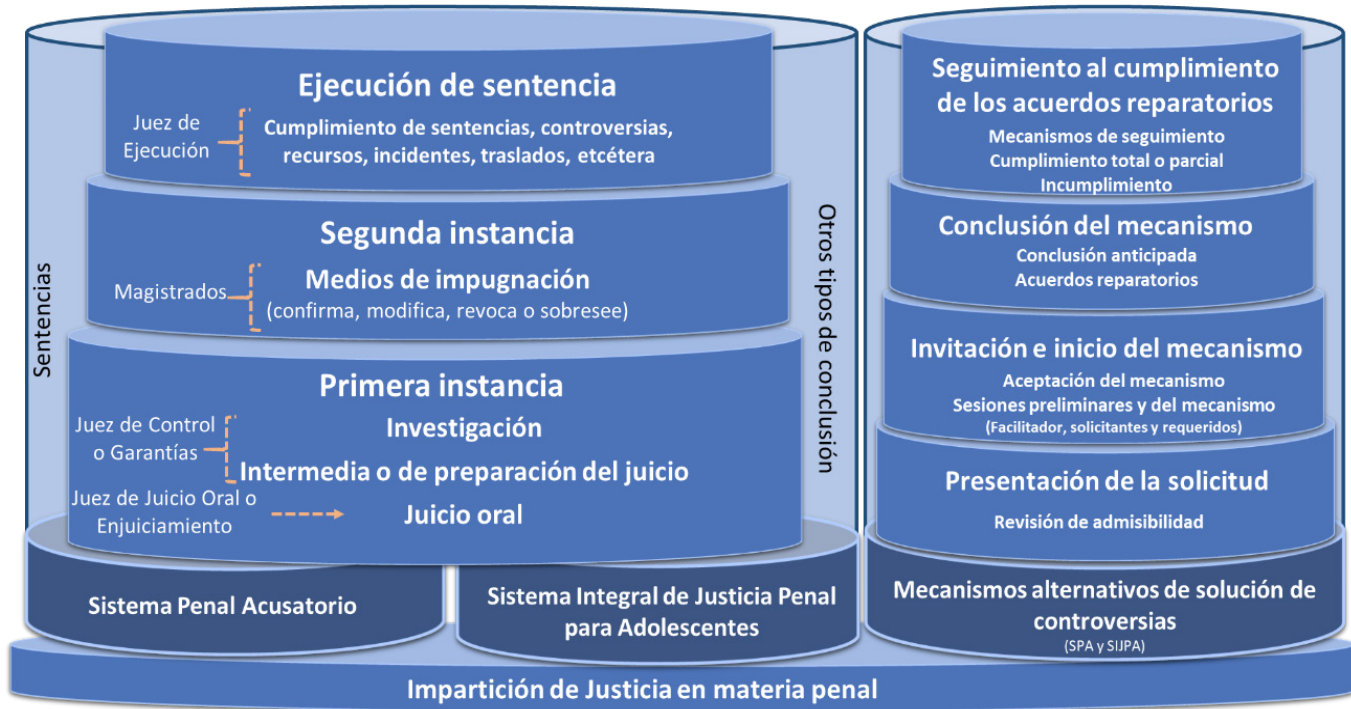 Ejecución de sentencia
Juez de
Ejecución
Cumplimiento de sentencias, controversias,
recursos, incidentes, traslados, etcétera
Segunda instancia
Magistrados
Medios de impugnación
(confirma, modifica, revoca o sobresee)
Primera instancia
Juez de Control
o Garantías
Investigación
Intermedia o de preparación del juicio
Juez de Juicio Oral o
Enjuiciamiento
Juicio oral
Sentencias
Otros tipos de conclusión
Sistema Penal Acusatorio
Sistema Integral de Justicia Penal
para Adolescentes
Seguimiento al cumplimiento
de los acuerdos reparatorios
Mecanismos de seguimiento
Cumplimiento total o parcial
Incumplimiento
Conclusión del mecanismo
Conclusión anticipada
Acuerdos reparatorios
Invitación e inicio del mecanismo
Aceptación del mecanismo
Sesiones preliminares y del mecanismo
(Facilitador, solicitantes y requeridos)
Presentación de la solicitud
Revisión de admisibilidad
Mecanismos alternativos de solución de
controversias
(SPA y SIJPA)
Impartición de Justicia en materia penal